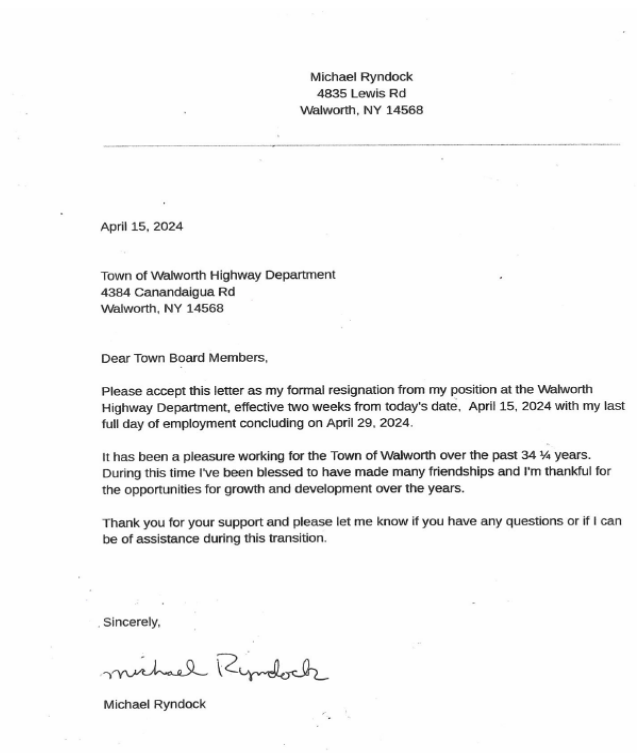 Michael Ryndock
4835 Lewis Rd
Walworth, NY 14568
April 15, 2024
Town of Walworth Highway Department
4384 Canandaigua Rd
Walworth, NY 14568
Dear Town Board Members,
Please accept this letter as my formal resignation from my position at the Walworth
Highway Department, effective two weeks from today's date, April 15, 2024 with my last
full day of employment concluding on April 29, 2024.
It has been a pleasure working for the Town of Walworth over the past 34 ¼ years.
During this time I've been blessed to have made many friendships and I'm thankful for
the opportunities for growth and development over the years.
Thank you for your support and please let me know if you have any questions or if I can
be of assistance during this transition.
Sincerely,
michael Ryndock
Michael Ryndock